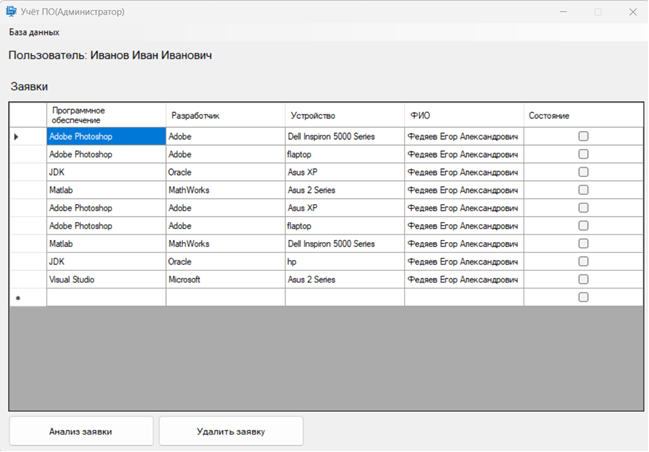 Учёт ПО(Администратор)
База данных
Пользователь: Иванов Иван Иванович
Заявки
Программное обеспечение Разработчик Устройство ФИО Состояние
Adobe Photoshop Adobe Dell Inspiron 5000 Series Федяев Егор Александрович
Adobe Photoshop Adobe flaptop Федяев Егор Александрович
JDK Oracle Asus XP Федяев Егор Александрович
Matlab MathWorks Asus 2 Series Федяев Егор Александрович
Adobe Photoshop Adobe Asus XP Федяев Егор Александрович
Adobe Photoshop Adobe flaptop Федяев Егор Александрович
Matlab MathWorks Dell Inspiron 5000 Series Федяев Егор Александрович
JDK Oracle hp Федяев Егор Александрович
Visual Studio Microsoft Asus 2 Series Федяев Егор Александрович
Анализ заявки Удалить заявку